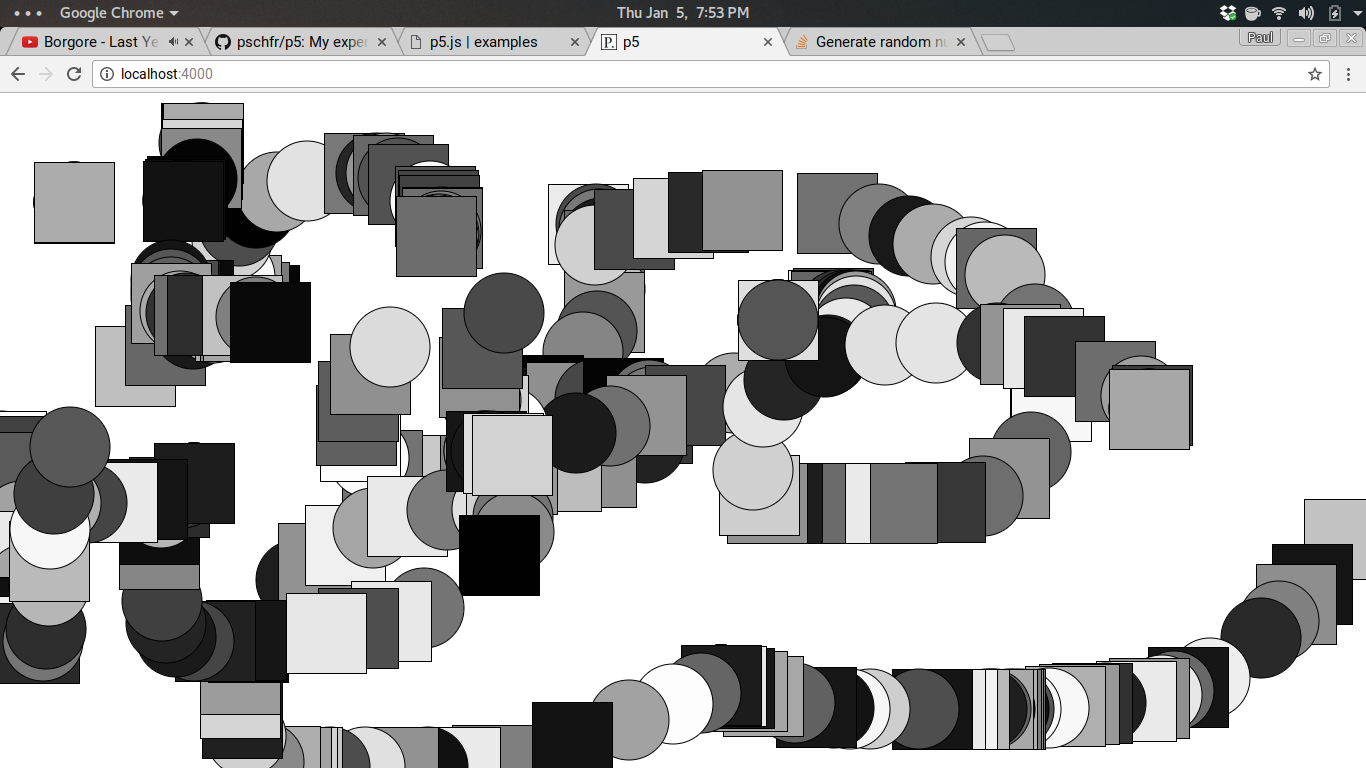 Google Chrome
Thu Jan 5, 7:53 PM
Borgore - Last Ye
pschfr/p5: My exper
p5.js | examples
P.
p5
Generate random nu
Paul
localhost:4000